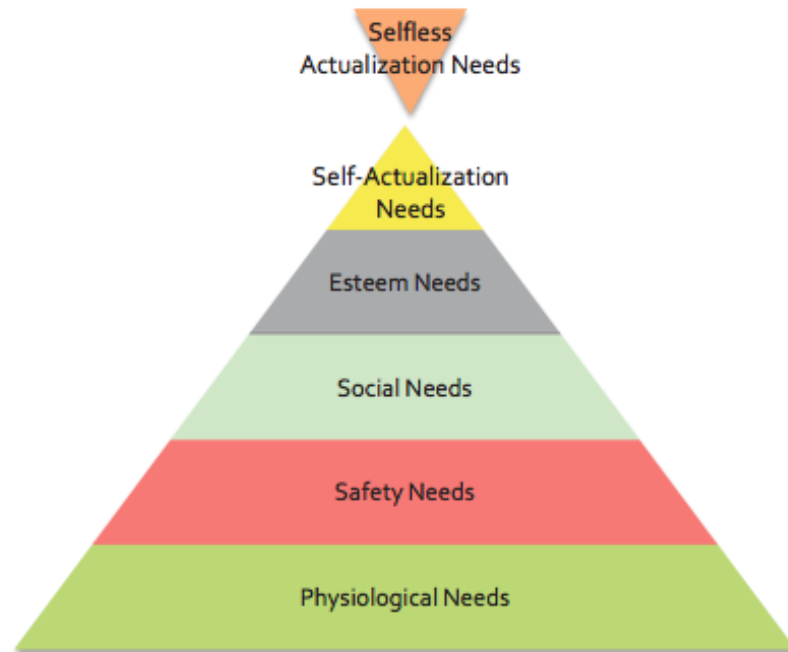 Selfless
Actualization Needs
Self-Actualization
Needs
Esteem Needs
Social Needs
Safety Needs
Physiological Needs